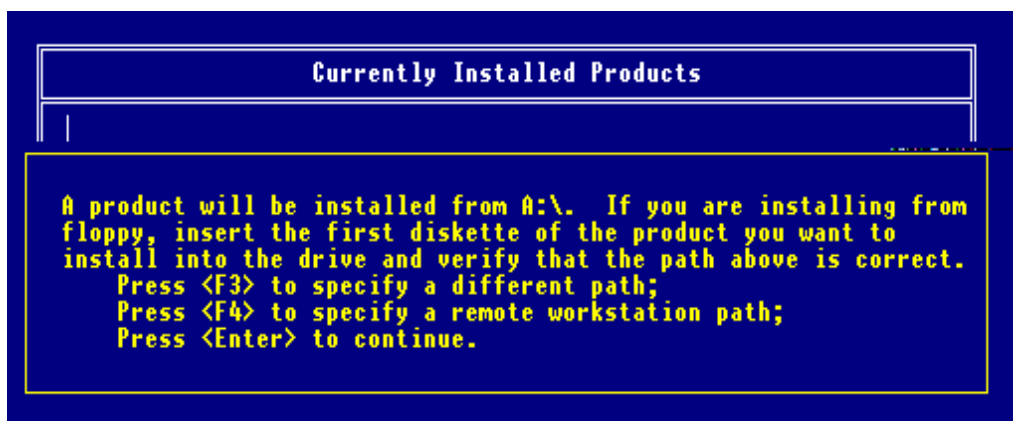 Currently Installed Products
A product will be installed from A:\.  If you are installing from
floppy, insert the first diskette of the product you want to
install into the drive and verify that the path above is correct.
Press <F3> to specify a different path;
Press <F4> to specify a remote workstation path;
Press <Enter> to continue.